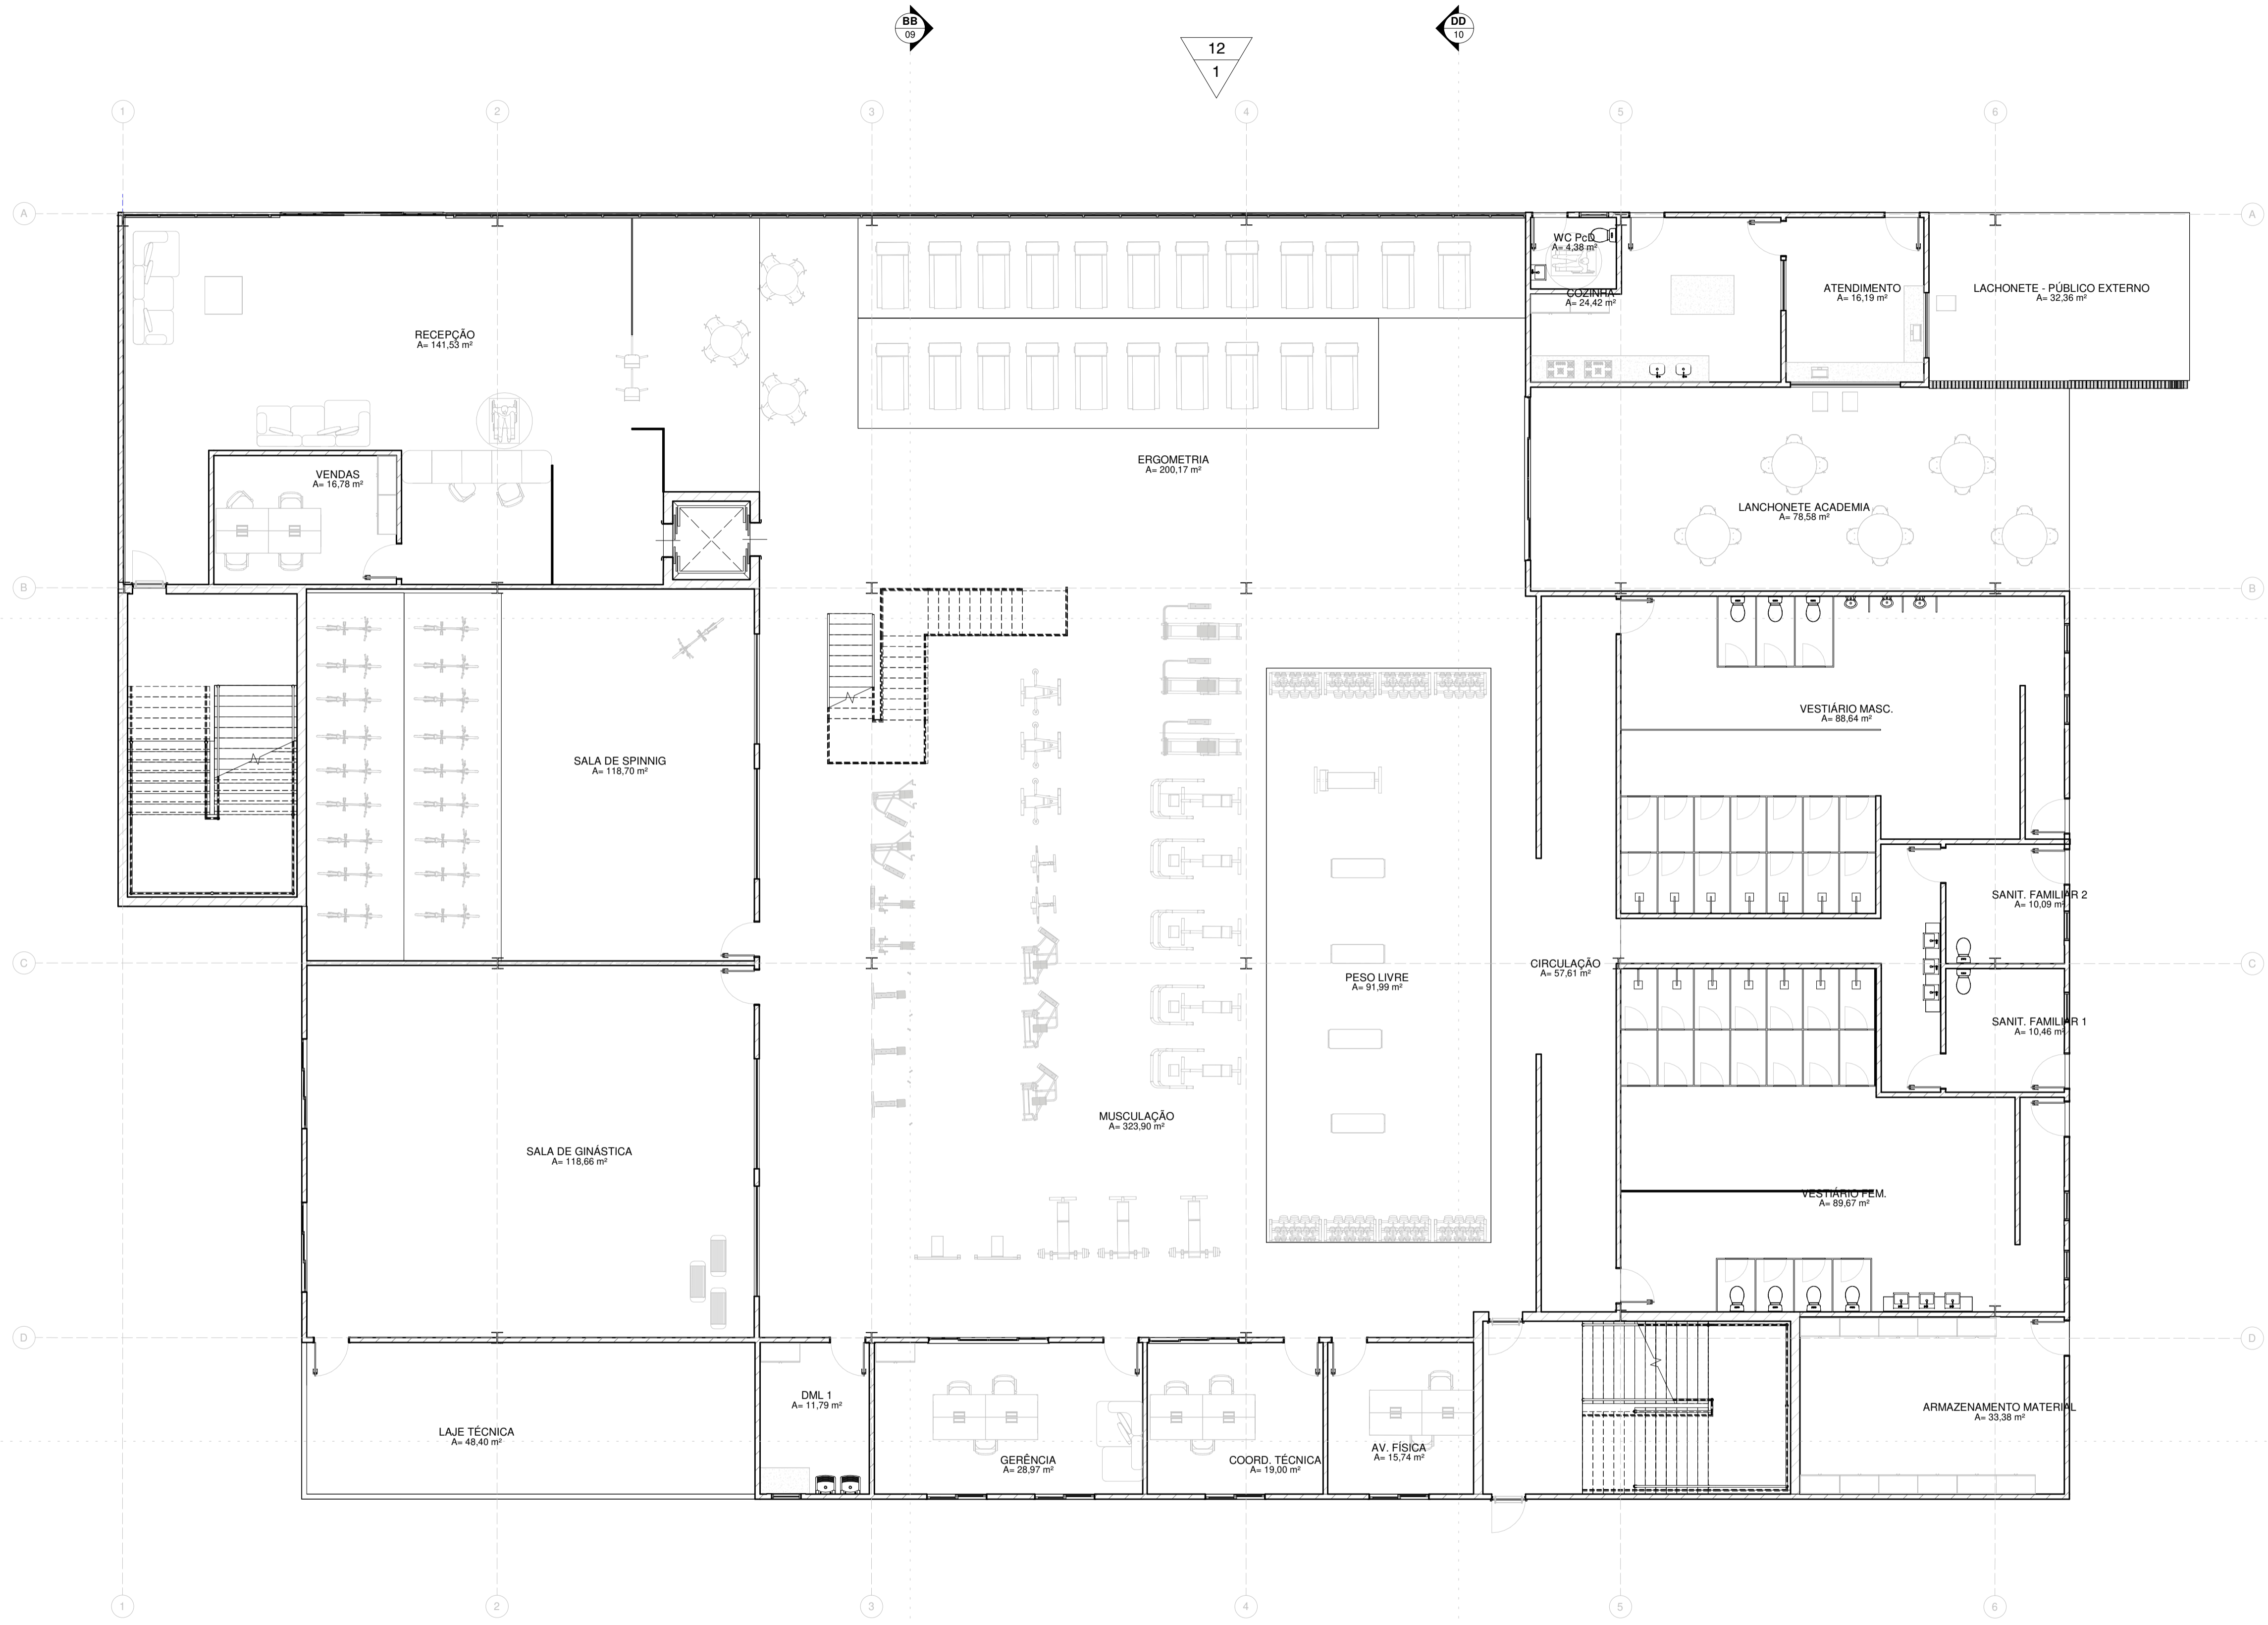 BB
09
DD
10
12
1
1
2
3
4
5
6
A
A
WC PcD
A= 4,38 m²
COZINHA
A= 24,42 m²
ATENDIMENTO
A= 16,19 m²
LACHONETE - PÚBLICO EXTERNO
A= 32,36 m²
RECEPÇÃO
A= 141,53 m²
VENDAS
A= 16,78 m²
ERGOMETRIA
A= 200,17 m²
LANCHONETE ACADEMIA
A= 78,58 m²
B
B
VESTIÁRIO MASC.
A= 88,64 m²
SALA DE SPINNIG
A= 118,70 m²
SANIT. FAMILIAR 2
A= 10,09 m²
C
C
CIRCULAÇÃO
A= 57,61 m²
PESO LIVRE
A= 91,99 m²
SANIT. FAMILIAR 1
A= 10,46 m²
MUSCULAÇÃO
A= 323,90 m²
SALA DE GINÁSTICA
A= 118,66 m²
VESTIÁRIO FEM.
A= 89,67 m²
D
D
DML 1
A= 11,79 m²
ARMAZENAMENTO MATERIAL
A= 33,38 m²
LAJE TÉCNICA
A= 48,40 m²
GERÊNCIA
A= 28,97 m²
COORD. TÉCNICA
A= 19,00 m²
AV. FÍSICA
A= 15,74 m²
1
2
3
4
5
6